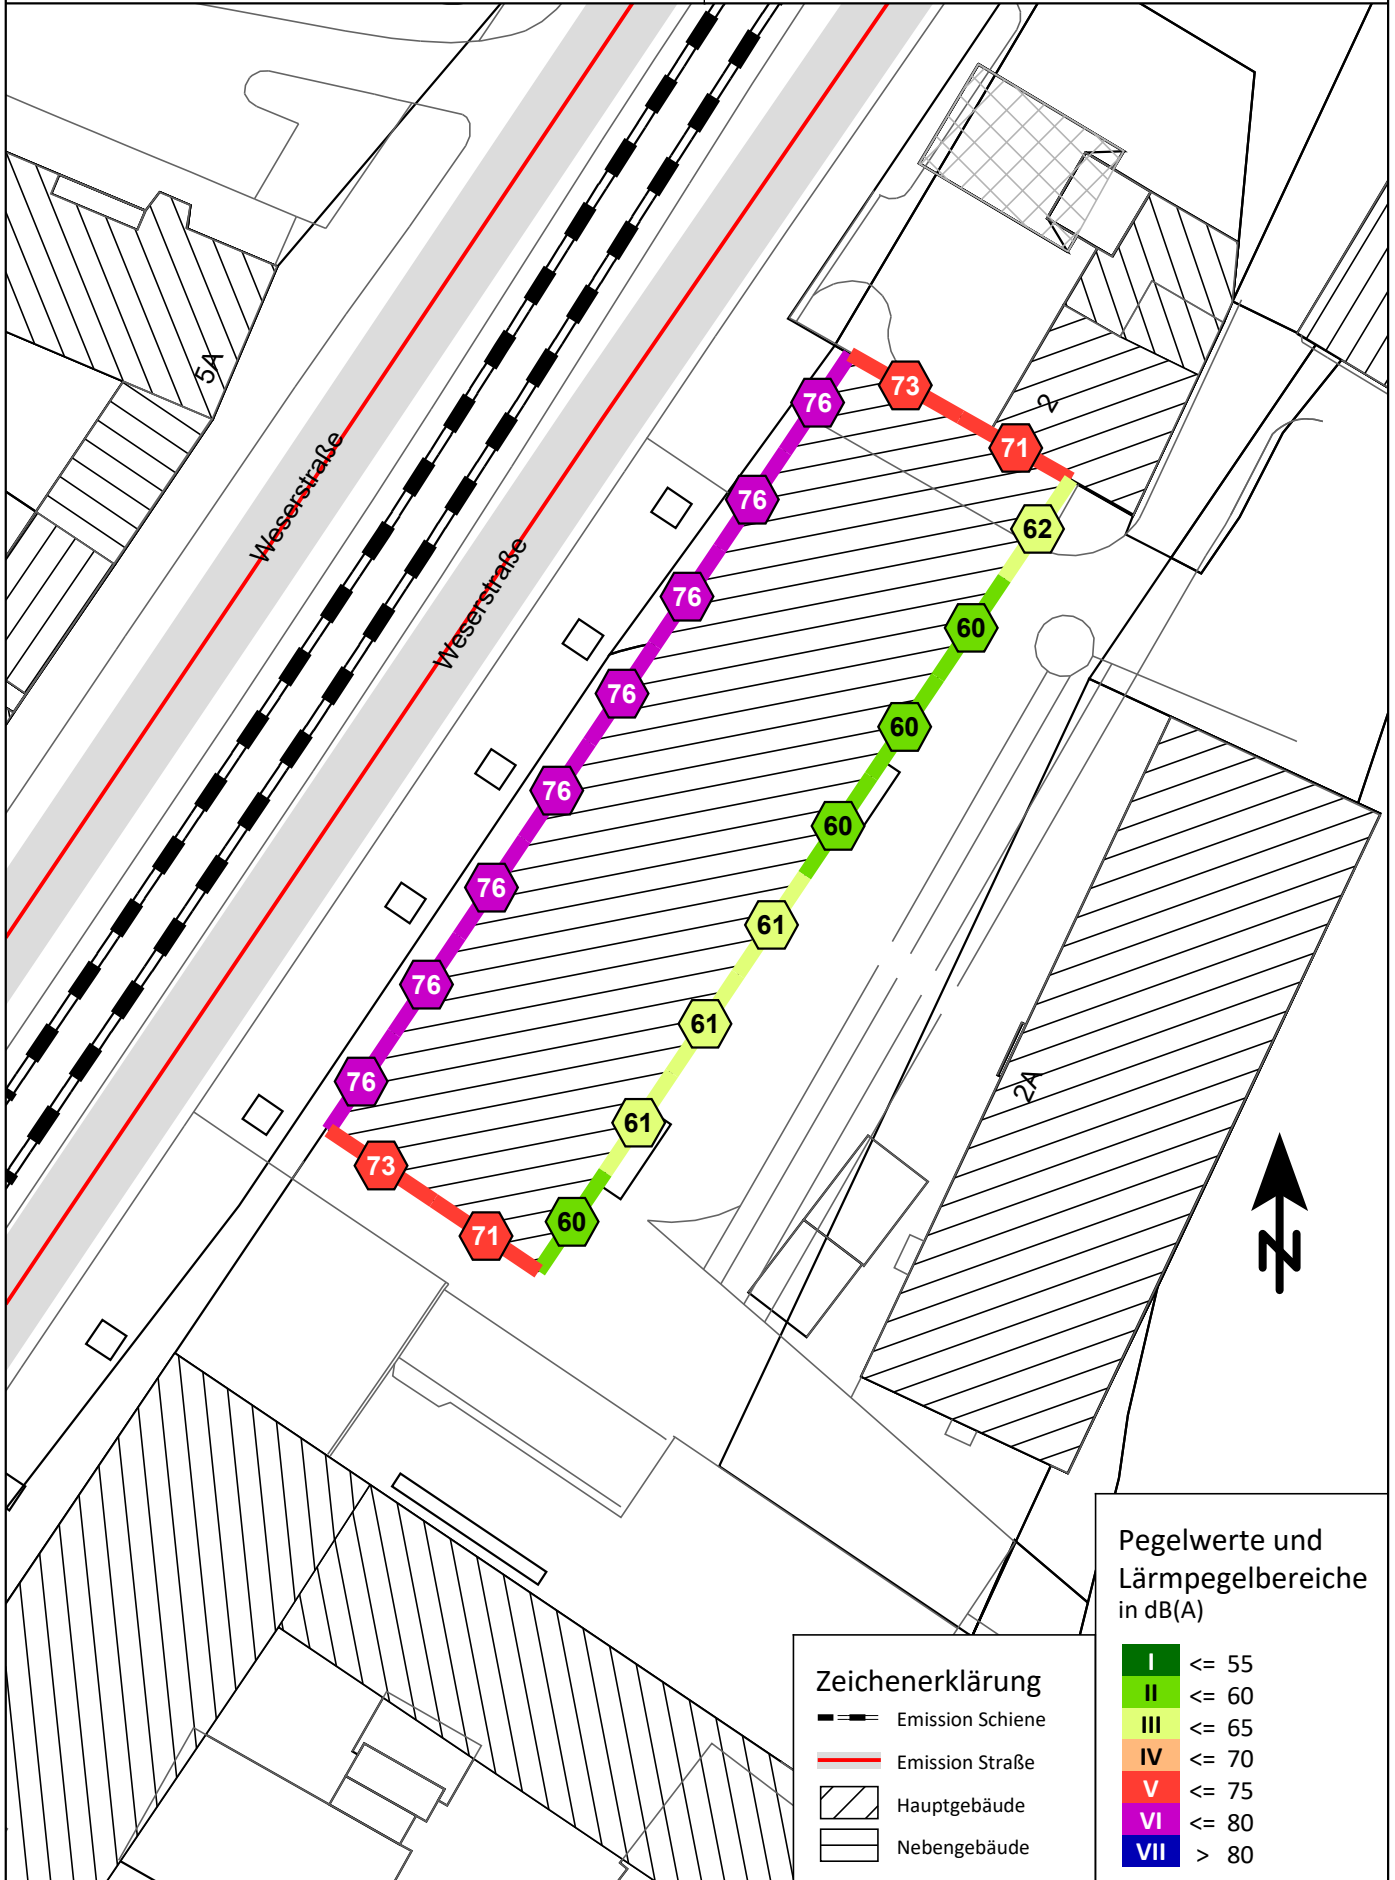 5A
2
73
76
71
76
62
Weserstraße
Weserstraße
76
60
76
60
76
60
76
61
76
61
76
2A
61
73
60
71
Pegelwerte und
Lärmpegelbereiche
in dB(A)
I <= 55
II <= 60
III <= 65
IV <= 70
V <= 75
VI <= 80
VII > 80
Zeichenerklärung
Emission Schiene
Emission Straße
Hauptgebäude
Nebengebäude
N